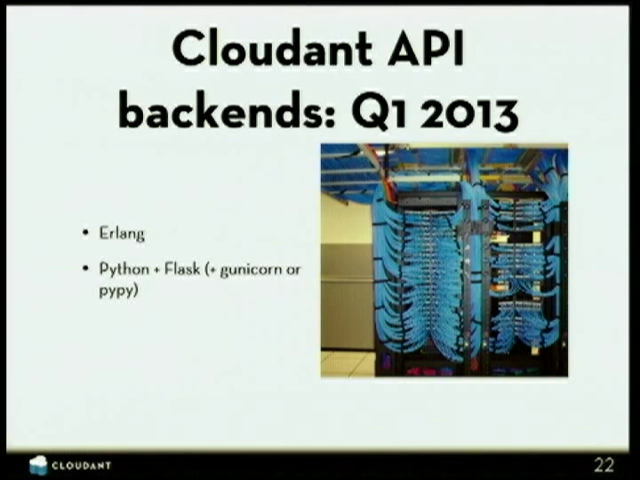 Cloudant API
backends: Q1 2013
• Erlang
• Python + Flask (+ gunicorn or
pypy)
CLOUDANT
22